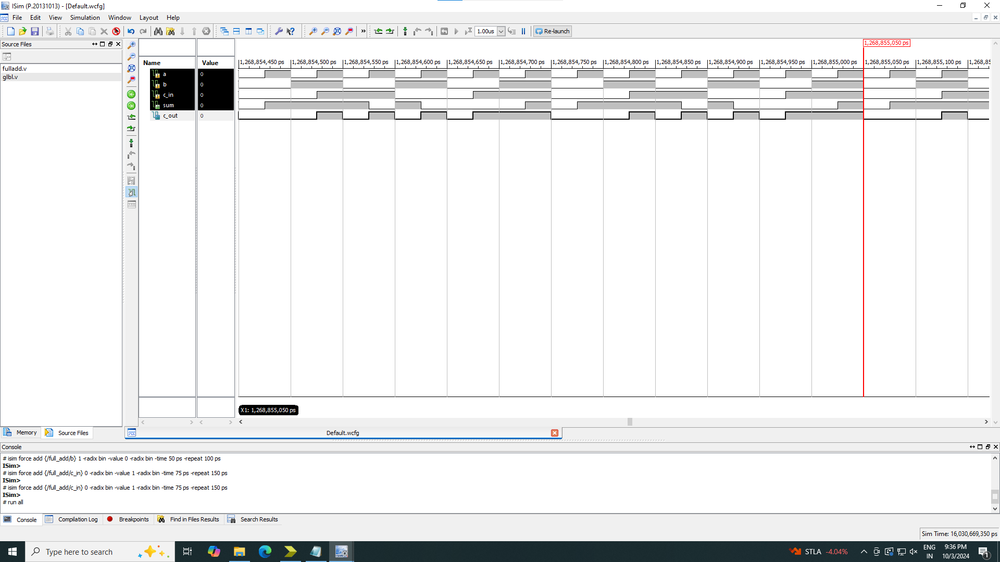 ISim (P.20131013) - [Default.wcfg]
File Edit View Simulation Window Layout Help
1.00us
Re-launch
Source Files
fulladd.v
glbl.v
Name
Value
a 0
b 0
c_in 0
sum 0
c_out 0
1,268,855,050 ps
1,268,854,450 ps 1,268,854,500 ps 1,268,854,550 ps 1,268,854,600 ps 1,268,854,650 ps 1,268,854,700 ps 1,268,854,750 ps 1,268,854,800 ps 1,268,854,850 ps 1,268,854,900 ps 1,268,854,950 ps 1,268,855,000 ps 1,268,855,050 ps 1,268,855,100 ps 1,268,85
X1: 1,268,855,050 ps
Memory Source Files
Default.wcfg
Console
# isim force add {/full_add/b} 1 -radix bin -value 0 -radix bin -time 50 ps -repeat 100 ps
ISim>
# isim force add {/full_add/c_in} 0 -radix bin -value 1 -radix bin -time 75 ps -repeat 150 ps
ISim>
# isim force add {/full_add/c_in} 0 -radix bin -value 1 -radix bin -time 75 ps -repeat 150 ps
ISim>
# run all
Console Compilation Log Breakpoints Find in Files Results Search Results
Sim Time: 16,030,669,350 ps
Type here to search
ISim
STLA -4.04%
ENG
IN
9:36 PM
10/3/2024
1